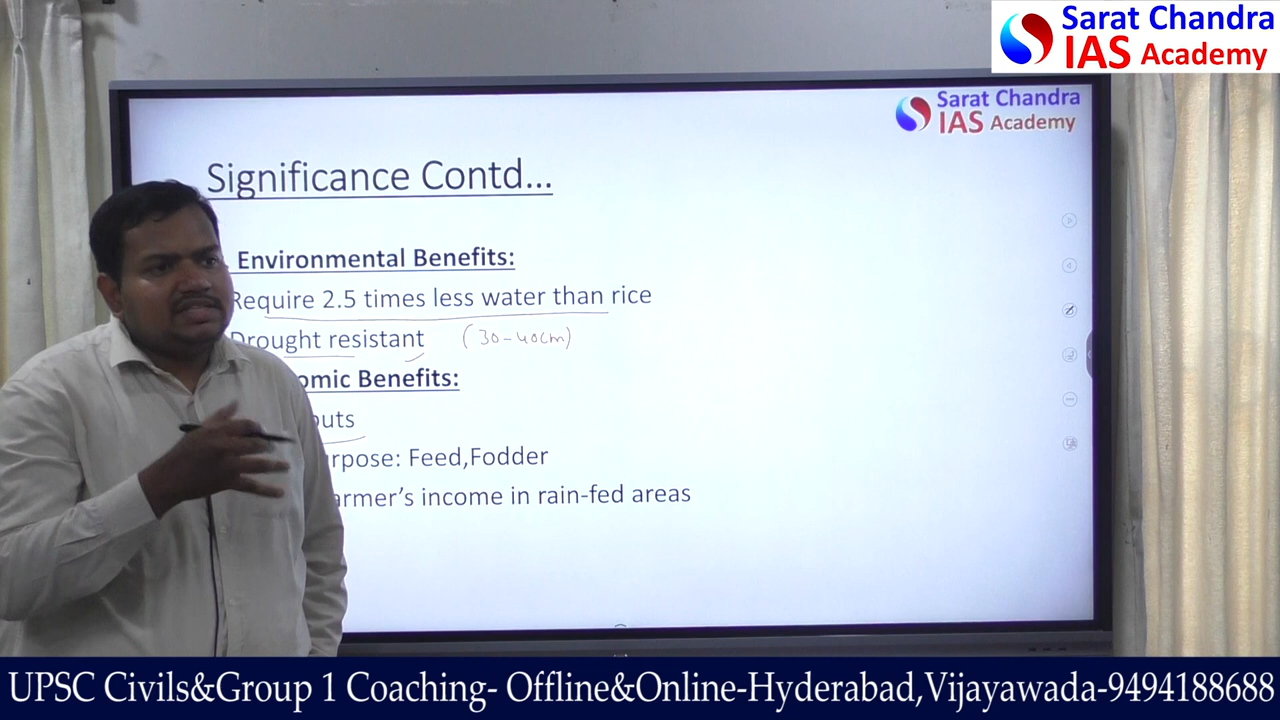 Sarat Chandra
IAS Academy
Sarat Chandra
IAS Academy
Significance Contd...
Environmental Benefits:
Require 2.5 times less water than rice
Drought resistant (30-40cm)
omic Benefits:
outs
rpose: Feed,Fodder
armer's income in rain-fed areas
UPSC Civils&Group 1 Coaching- Offline&Online-Hyderabad,Vijayawada-9494188688